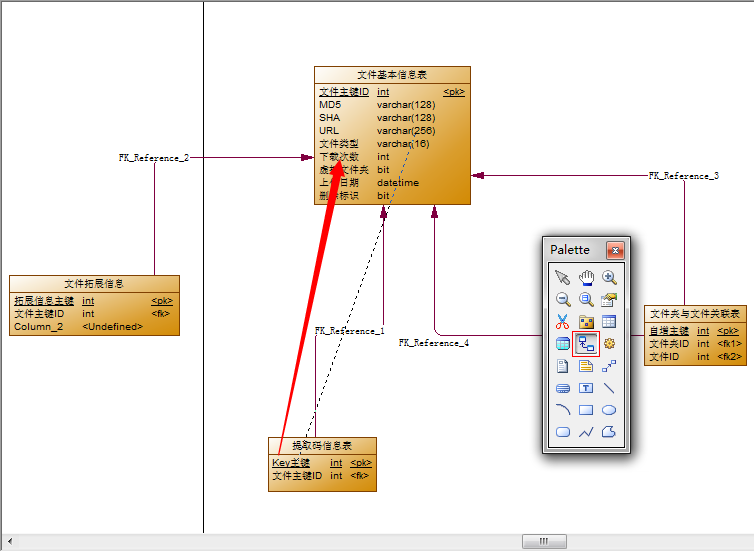 文件基本信息表
文件主键ID int <pk>
MD5 varchar(128)
SHA varchar(128)
URL varchar(256)
文件类型 varchar(16)
下载次数 int
虚拟文件夹 bit
上传日期 datetime
删除标识 bit
FK_Reference_2
FK_Reference_3
Palette
文件拓展信息
拓展信息主键 int <pk>
文件主键ID int <fk>
Column_2 <Undefined>
FK_Reference_1
FK_Reference_4
文件夹与文件关联表
自增主键 int <pk>
文件夹ID int <fk1>
文件ID int <fk2>
提取码信息表
Key主键 int <pk>
文件主键ID int <fk>